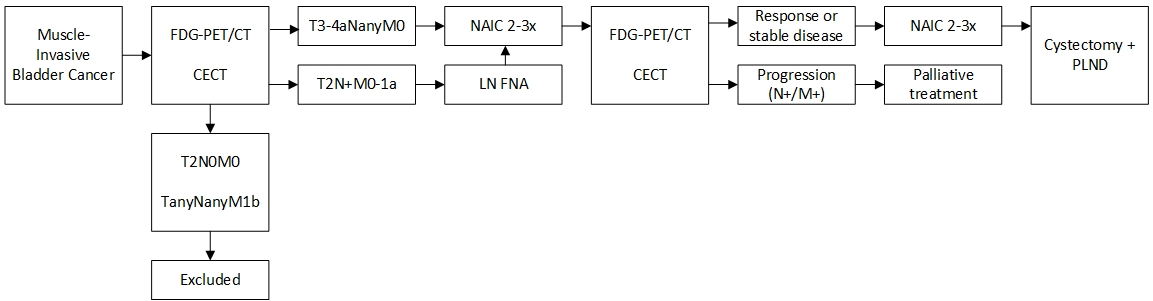 Muscle-
Invasive
Bladder Cancer
FDG-PET/CT
CECT
T3-4aNanyM0
T2N+M0-1a
NAIC 2-3x
LN FNA
FDG-PET/CT
CECT
Response or
stable disease
Progression
(N+/M+)
NAIC 2-3x
Palliative
treatment
Cystectomy +
PLND
T2N0M0
TanyNanyM1b
Excluded